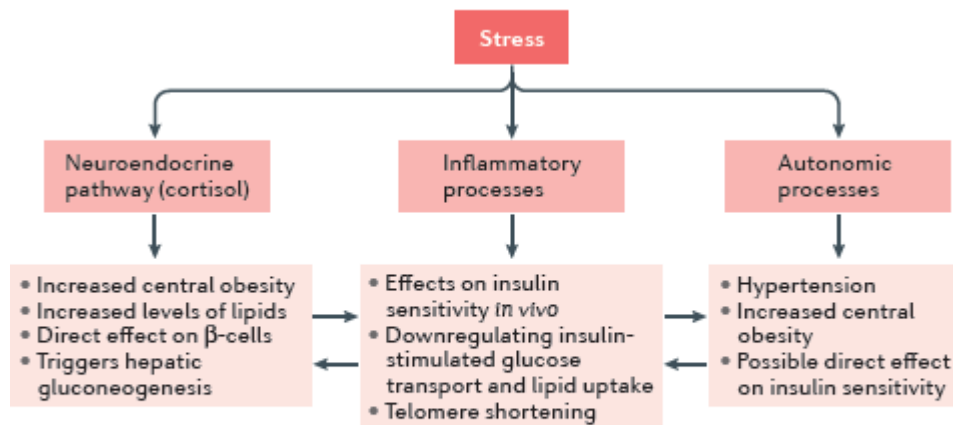 Stress
Neuroendocrine
pathway (cortisol)
Inflammatory
processes
Autonomic
processes
• Increased central obesity
• Increased levels of lipids
• Direct effect on β-cells
• Triggers hepatic
gluconeogenesis
• Effects on insulin
sensitivity in vivo
• Downregulating insulin-
stimulated glucose
transport and lipid uptake
• Telomere shortening
• Hypertension
• Increased central
obesity
• Possible direct effect
on insulin sensitivity